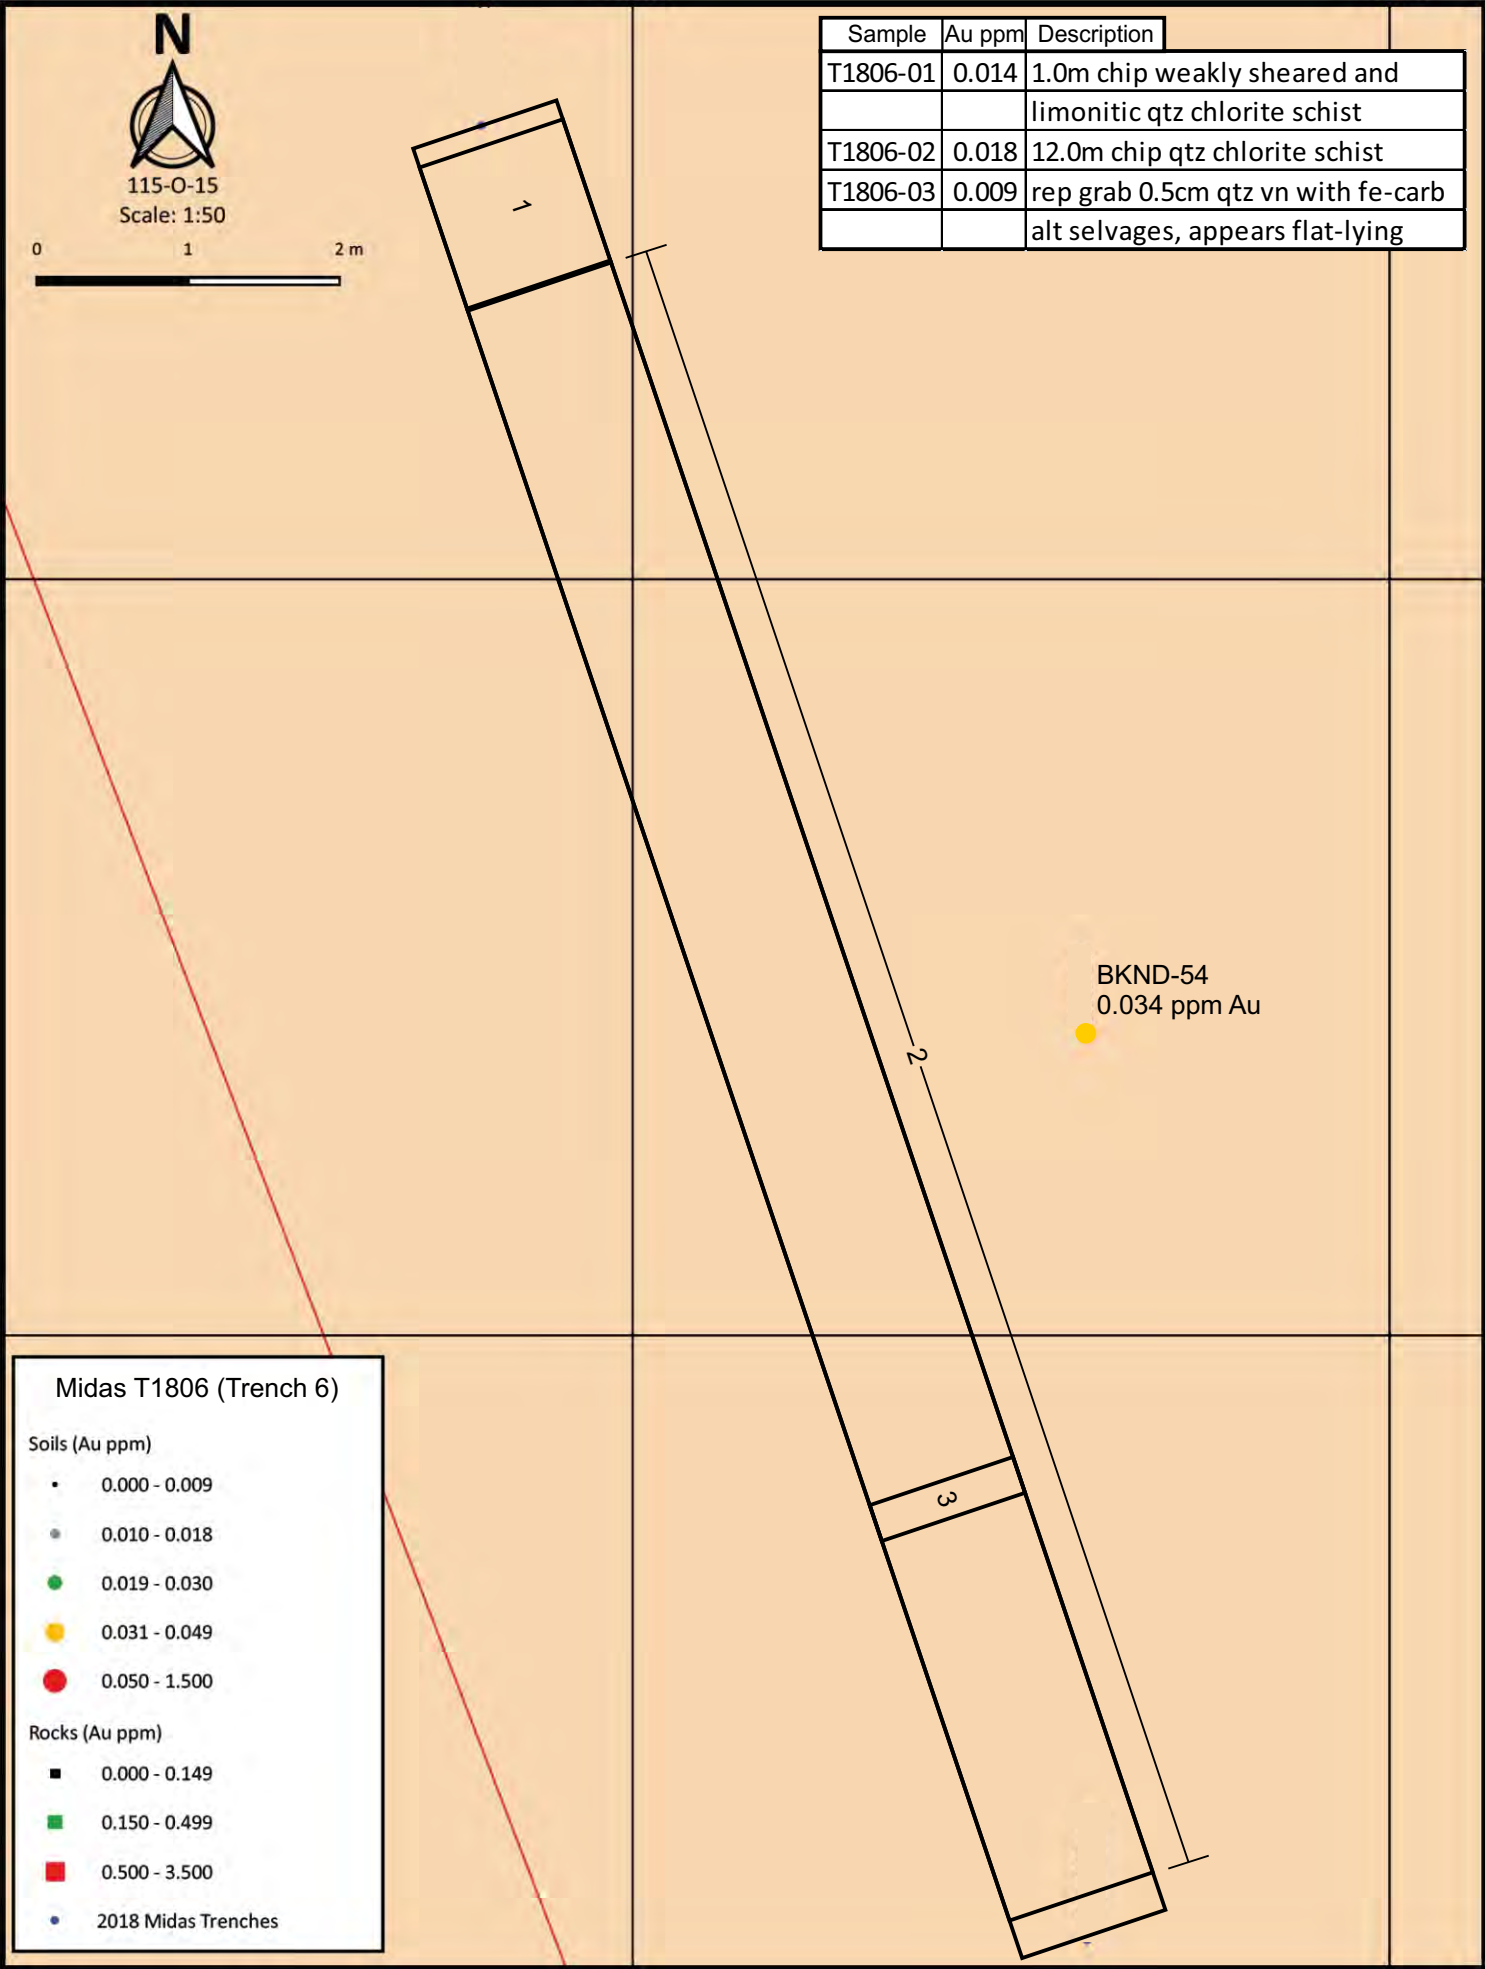 N
115-O-15
Scale: 1:50
0 1 2 m
Sample Au ppm Description
T1806-01 0.014 1.0m chip weakly sheared and
limonitic qtz chlorite schist
T1806-02 0.018 12.0m chip qtz chlorite schist
T1806-03 0.009 rep grab 0.5cm qtz vn with fe-carb
alt selvages, appears flat-lying
1
BKND-54
0.034 ppm Au
2
3
Midas T1806 (Trench 6)
Soils (Au ppm)
0.000 - 0.009
0.010 - 0.018
0.019 - 0.030
0.031 - 0.049
0.050 - 1.500
Rocks (Au ppm)
0.000 - 0.149
0.150 - 0.499
0.500 - 3.500
2018 Midas Trenches